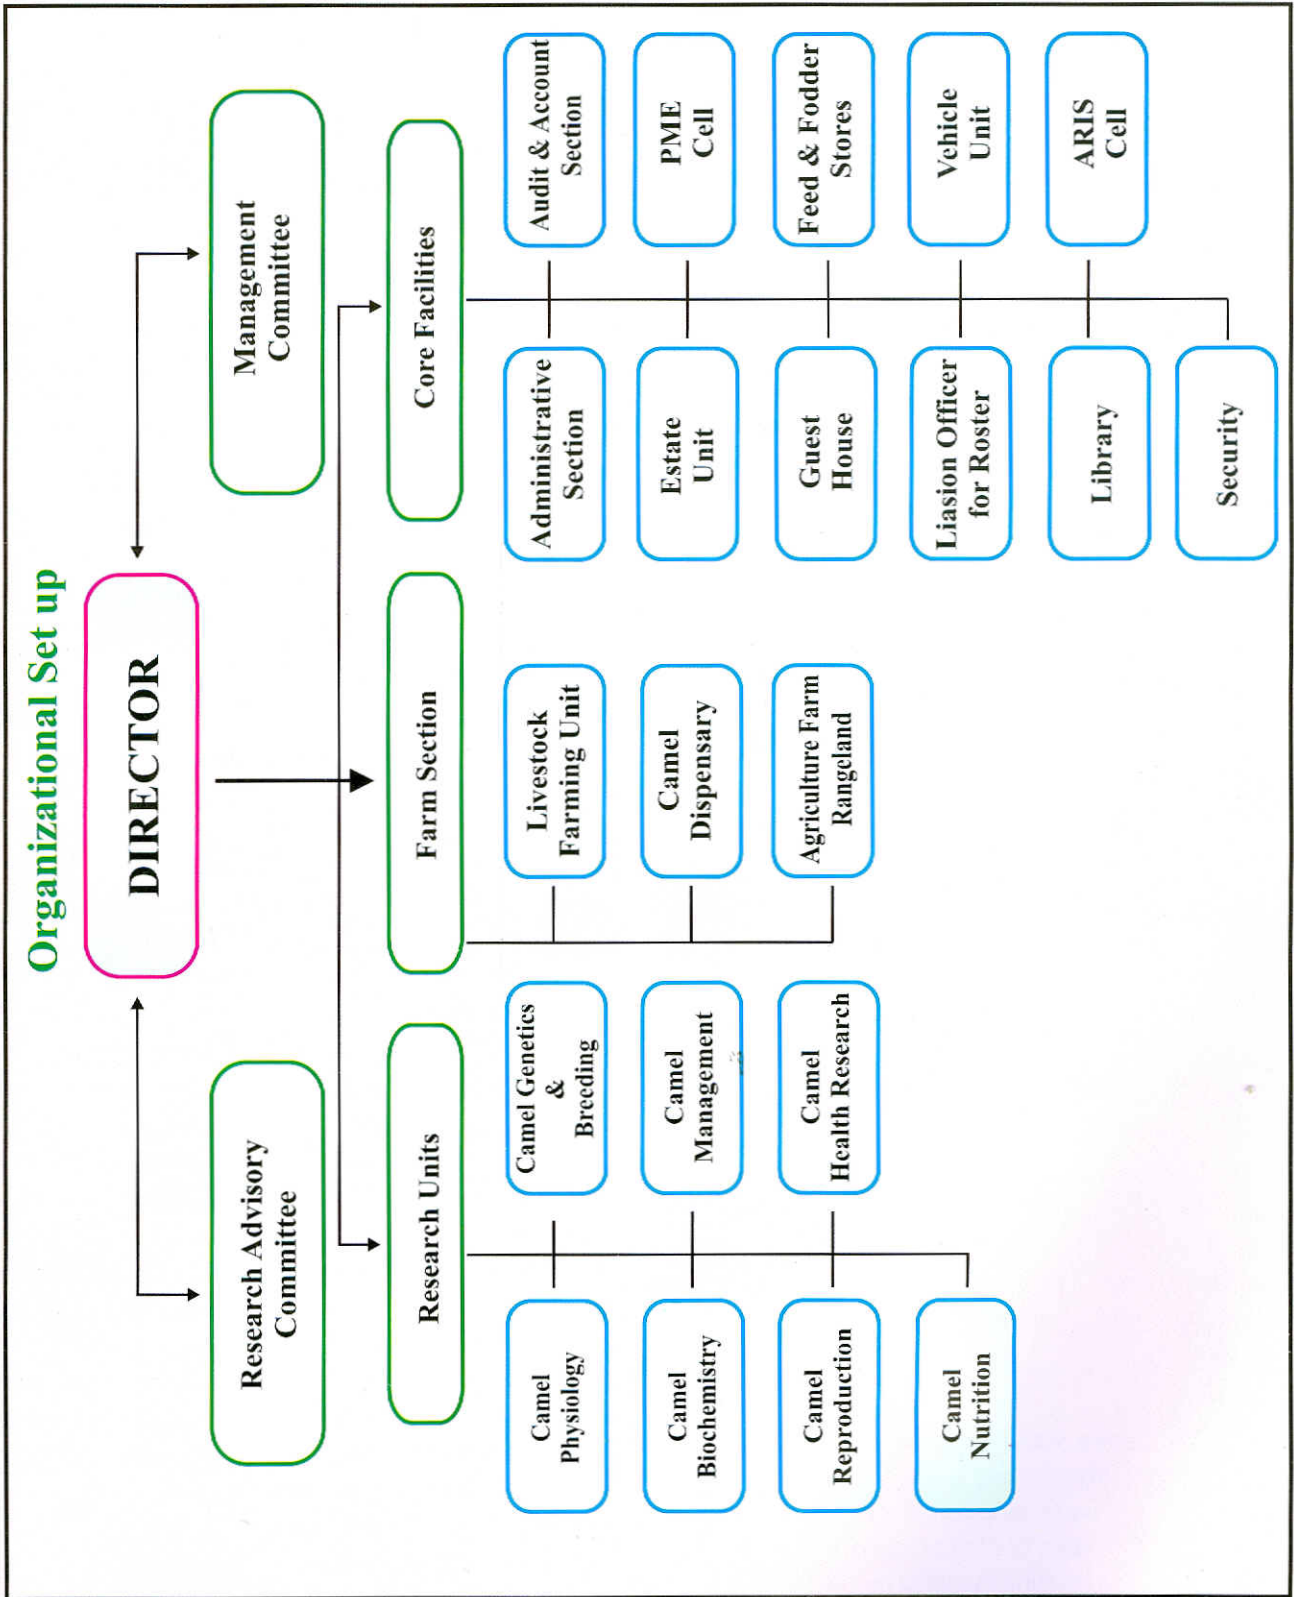 Organizational Set up
DIRECTOR
Research Advisory
Committee
Management
Committee
Research Units
Farm Section
Core Facilities
Camel
Physiology
Camel Genetics
&
Breeding
Camel
Biochemistry
Camel
Management
Camel
Reproduction
Camel
Health Research
Camel
Nutrition
Livestock
Farming Unit
Camel
Dispensary
Agriculture Farm
Rangeland
Administrative
Section
Audit & Account
Section
Estate
Unit
PME
Cell
Guest
House
Feed & Fodder
Stores
Liasion Officer
for Roster
Vehicle
Unit
Library
ARIS
Cell
Security